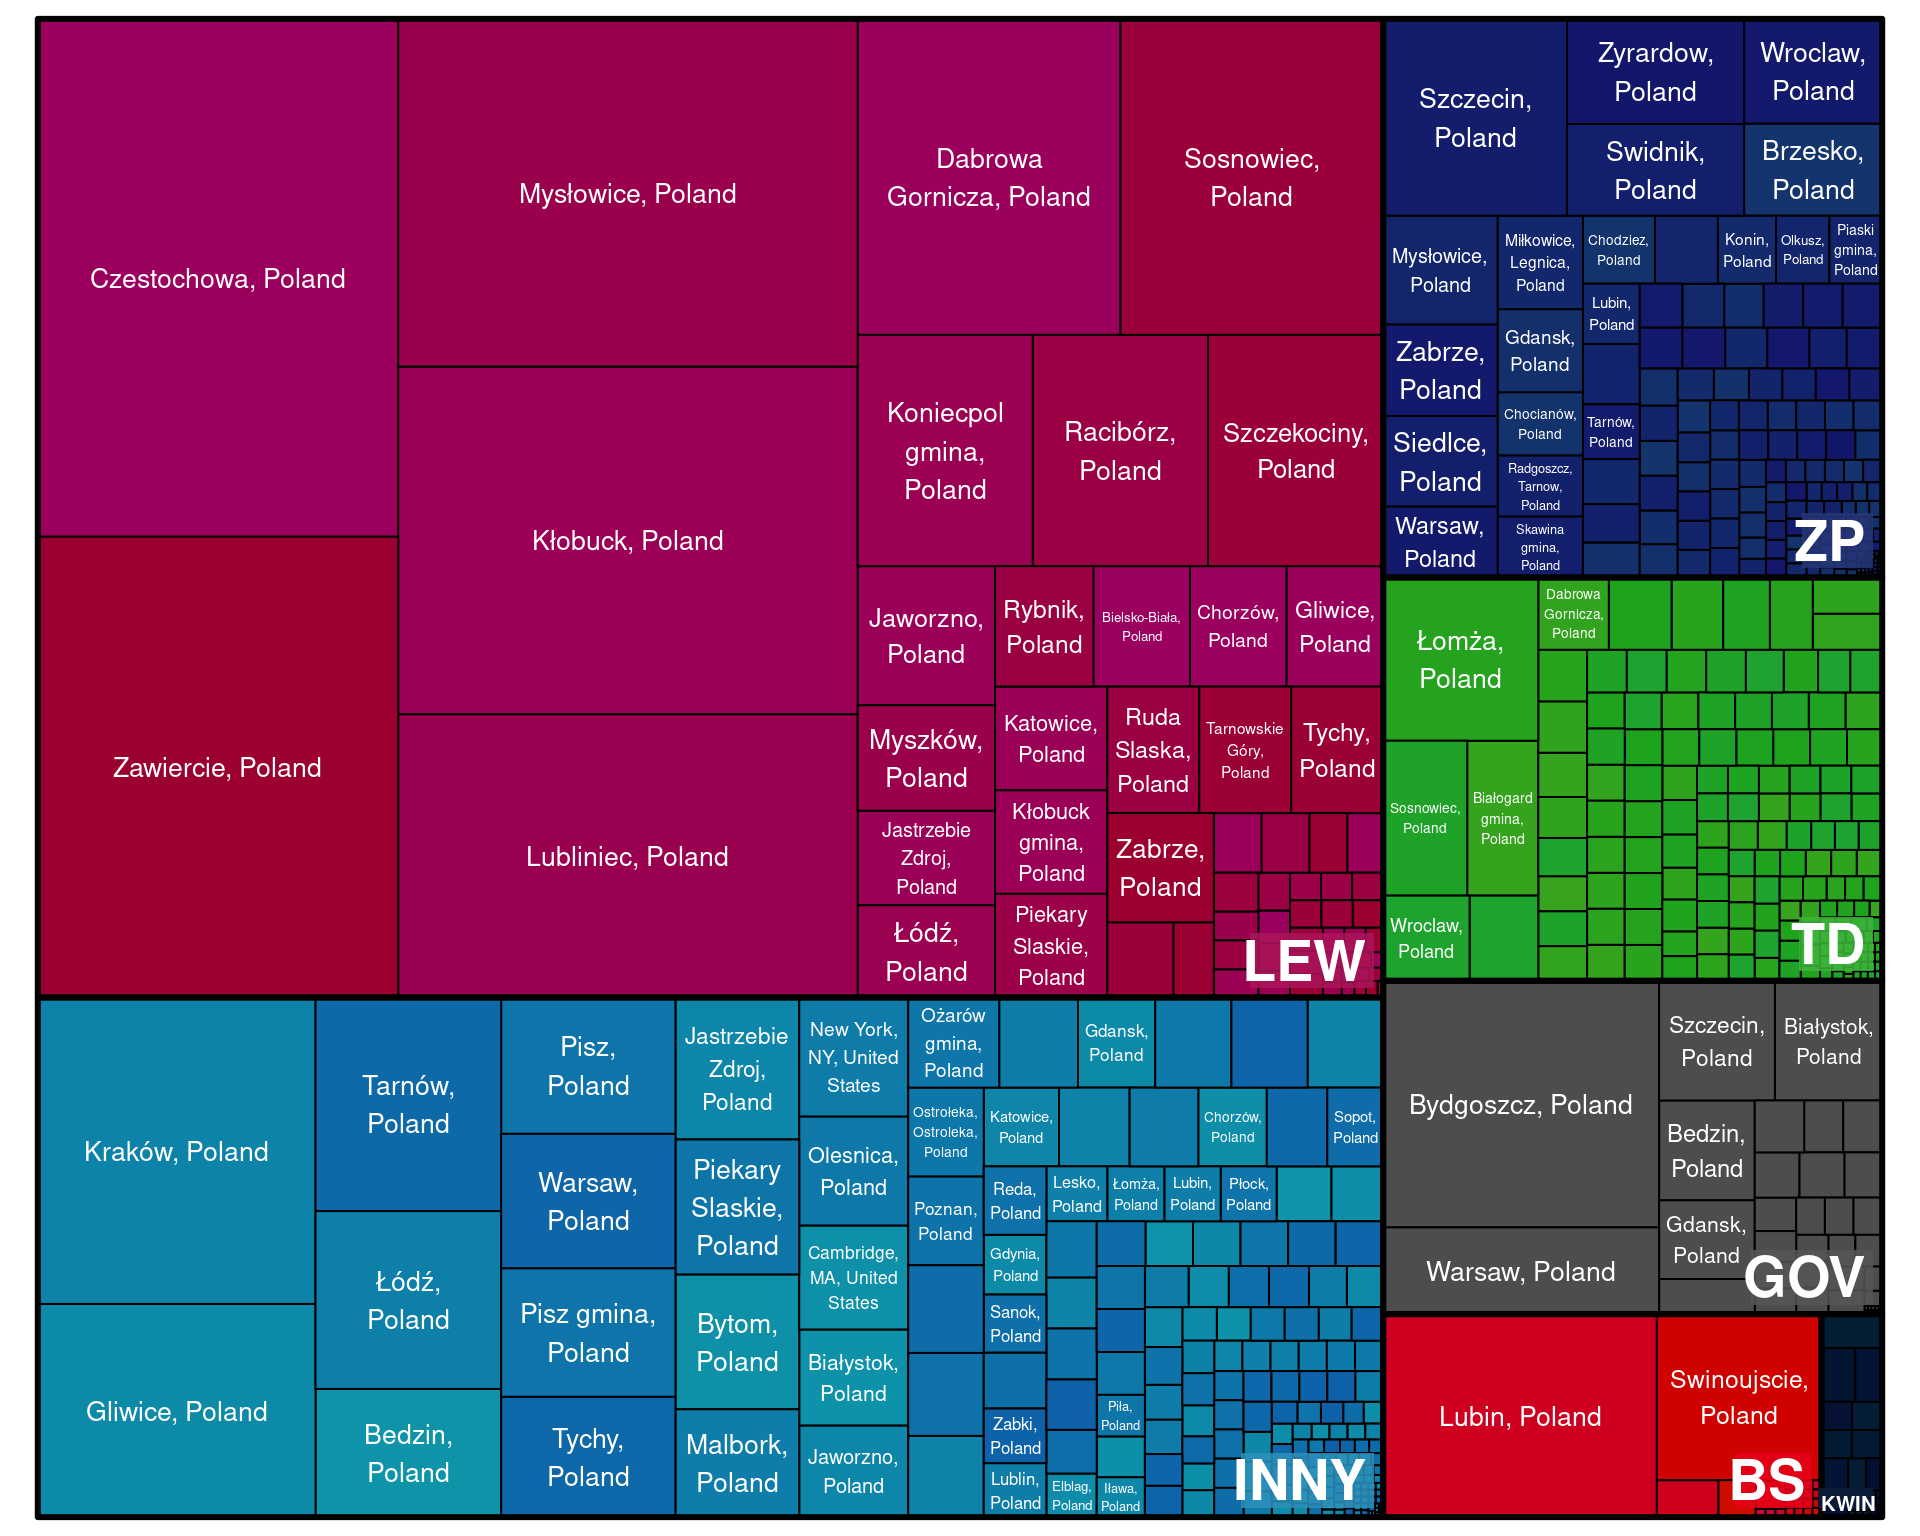 Czestochowa, Poland
Zawiercie, Poland
Mysłowice, Poland
Kłobuck, Poland
Lubliniec, Poland
Dabrowa
Gornicza, Poland
Sosnowiec,
Poland
Koniecpol
gmina,
Poland
Racibórz,
Poland
Szczekociny,
Poland
Jaworzno,
Poland
Myszków,
Poland
Jastrzebie
Zdroj,
Poland
Łódź,
Poland
Rybnik,
Poland
Bielsko-Biała,
Poland
Chorzów,
Poland
Gliwice,
Poland
Katowice,
Poland
Kłobuck
gmina,
Poland
Piekary
Slaskie,
Poland
Ruda
Slaska,
Poland
Tarnowskie
Góry,
Poland
Tychy,
Poland
Zabrze,
Poland
LEW
Szczecin,
Poland
Zyrardow,
Poland
Wroclaw,
Poland
Swidnik,
Poland
Brzesko,
Poland
Mysłowice,
Poland
Zabrze,
Poland
Siedlce,
Poland
Warsaw,
Poland
Miłkowice,
Legnica,
Poland
Gdansk,
Poland
Chocianów,
Poland
Radgoszcz,
Tarnow,
Poland
Skawina
gmina,
Poland
Chodziez,
Poland
Konin,
Poland
Olkusz,
Poland
Piaski
gmina,
Poland
Lubin,
Poland
Tarnów,
Poland
ZP
Łomża,
Poland
Sosnowiec,
Poland
Białogard
gmina,
Poland
Wroclaw,
Poland
Dabrowa
Gornicza,
Poland
TD
Bydgoszcz, Poland
Warsaw, Poland
Szczecin,
Poland
Białystok,
Poland
Bedzin,
Poland
Gdansk,
Poland
GOV
Lubin, Poland
Swinoujscie,
Poland
BS
KWIN
Kraków, Poland
Gliwice, Poland
Tarnów,
Poland
Łódź,
Poland
Bedzin,
Poland
Pisz,
Poland
Warsaw,
Poland
Pisz gmina,
Poland
Tychy,
Poland
Jastrzebie
Zdroj,
Poland
Piekary
Slaskie,
Poland
Bytom,
Poland
Malbork,
Poland
New York,
NY, United
States
Olesnica,
Poland
Cambridge,
MA, United
States
Białystok,
Poland
Jaworzno,
Poland
Ożarów
gmina,
Poland
Gdansk,
Poland
Ostrołeka,
Ostroleka,
Poland
Poznan,
Poland
Katowice,
Poland
Chorzów,
Poland
Sopot,
Poland
Reda,
Poland
Gdynia,
Poland
Sanok,
Poland
Zabki,
Poland
Lublin,
Poland
Lesko,
Poland
Łomża,
Poland
Lubin,
Poland
Płock,
Poland
Piła,
Poland
Elblag,
Poland
Iława,
Poland
INNY